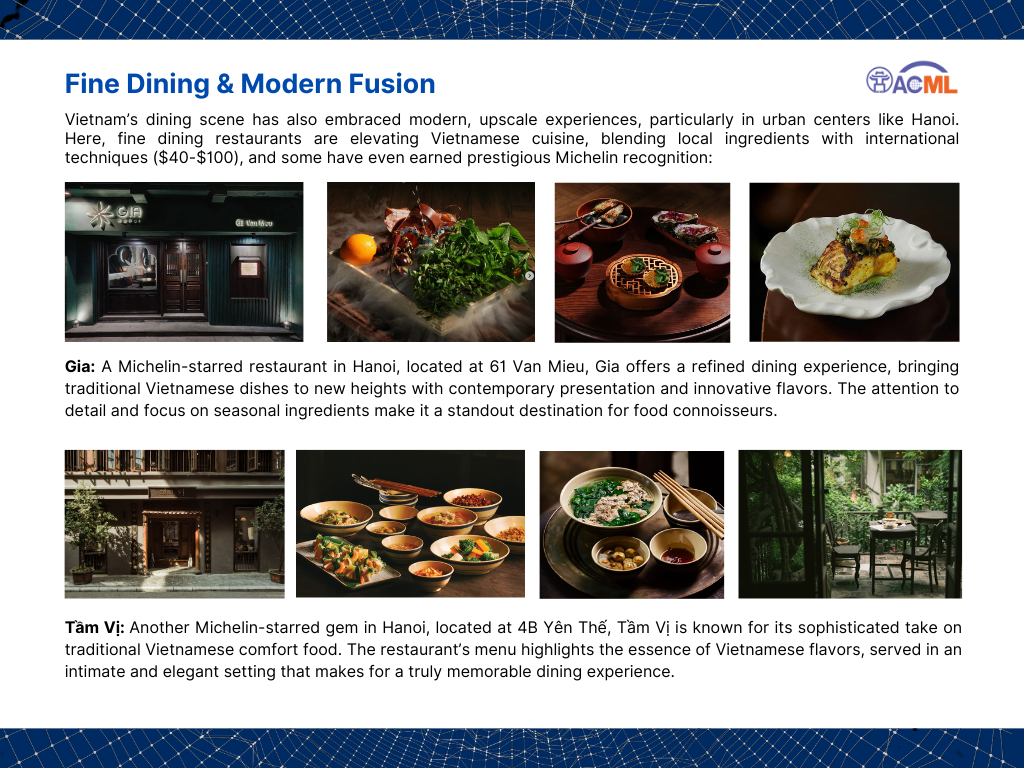 Fine Dining & Modern Fusion
ACML
Vietnam’s dining scene has also embraced modern, upscale experiences, particularly in urban centers like Hanoi.
Here, fine dining restaurants are elevating Vietnamese cuisine, blending local ingredients with international
techniques ($40-$100), and some have even earned prestigious Michelin recognition:
GIA
61 Van Mieu
Gia: A Michelin-starred restaurant in Hanoi, located at 61 Van Mieu, Gia offers a refined dining experience, bringing
traditional Vietnamese dishes to new heights with contemporary presentation and innovative flavors. The attention to
detail and focus on seasonal ingredients make it a standout destination for food connoisseurs.
Tầm Vị: Another Michelin-starred gem in Hanoi, located at 4B Yên Thế, Tầm Vị is known for its sophisticated take on
traditional Vietnamese comfort food. The restaurant’s menu highlights the essence of Vietnamese flavors, served in an
intimate and elegant setting that makes for a truly memorable dining experience.